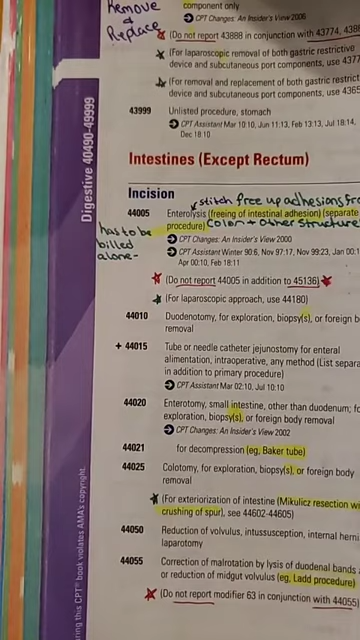 Remove
&
Replace
component only
CPT Changes: An Insider's View 2006
(Do not report 43888 in conjunction with 43774,
(For laparoscopic removal of both gastric restrictive
device and subcutaneous port components, use
(For removal and replacement of both gastric
device and subcutaneous port components, use
43999 Unlisted procedure, stomach
CPT Assistant Mar 10:10, Jun 11:13, Feb 13:13, Jul 18:14,
Dec 18:10
Digestive 40490-49999
Intestines (Except Rectum)
Incision
stitch free up adhesions
colon + other structure
44005 Enterolysis (freeing of intestinal adhesion) (separate
procedure)
has to be
billed
alone-
CPT Changes: An Insider's View 2000
CPT Assistant Winter 90:6, Nov 97:17, Nov 99:23, Jan
Apr 00:10, Feb 18:11
(Do not report 44005 in addition to 45136)
(For laparoscopic approach, use 44180)
44010 Duodenotomy, for exploration, biopsy(s), or foreign
removal
+ 44015 Tube or needle catheter jejunostomy for enteral
alimentation, intraoperative, any method (List
in addition to primary procedure)
CPT Assistant Mar 02:10, Jul 10:10
44020 Enterotomy, small intestine, other than duodenum;
exploration, biopsy(s), or foreign body removal
CPT Changes: An Insider's View 2002
44021 for decompression (eg, Baker tube)
44025 Colotomy, for exploration, biopsy(s), or foreign body
removal
(For exteriorization of intestine (Mikulicz resection
crushing of spur), see 44602-44605)
44050 Reduction of volvulus, intussusception, internal
laparotomy
44055 Correction of malrotation by lysis of duodenal bands
or reduction of midgut volvulus (eg, Ladd procedure)
(Do not report modifier 63 in conjunction with 44055)
this CPT® book violates AMA's copyright.